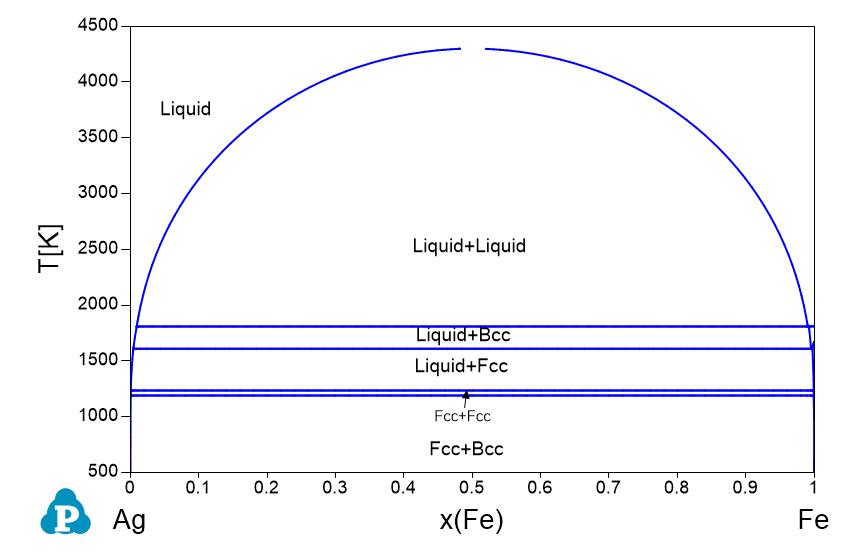 4500
4000
Liquid
3500
3000
T[K]
2500
Liquid+Liquid
2000
Liquid+Bcc
1500
Liquid+Fcc
1000
Fcc+Fcc
Fcc+Bcc
500
0 0.1 0.2 0.3 0.4 0.5 0.6 0.7 0.8 0.9 1
P
Ag x(Fe) Fe